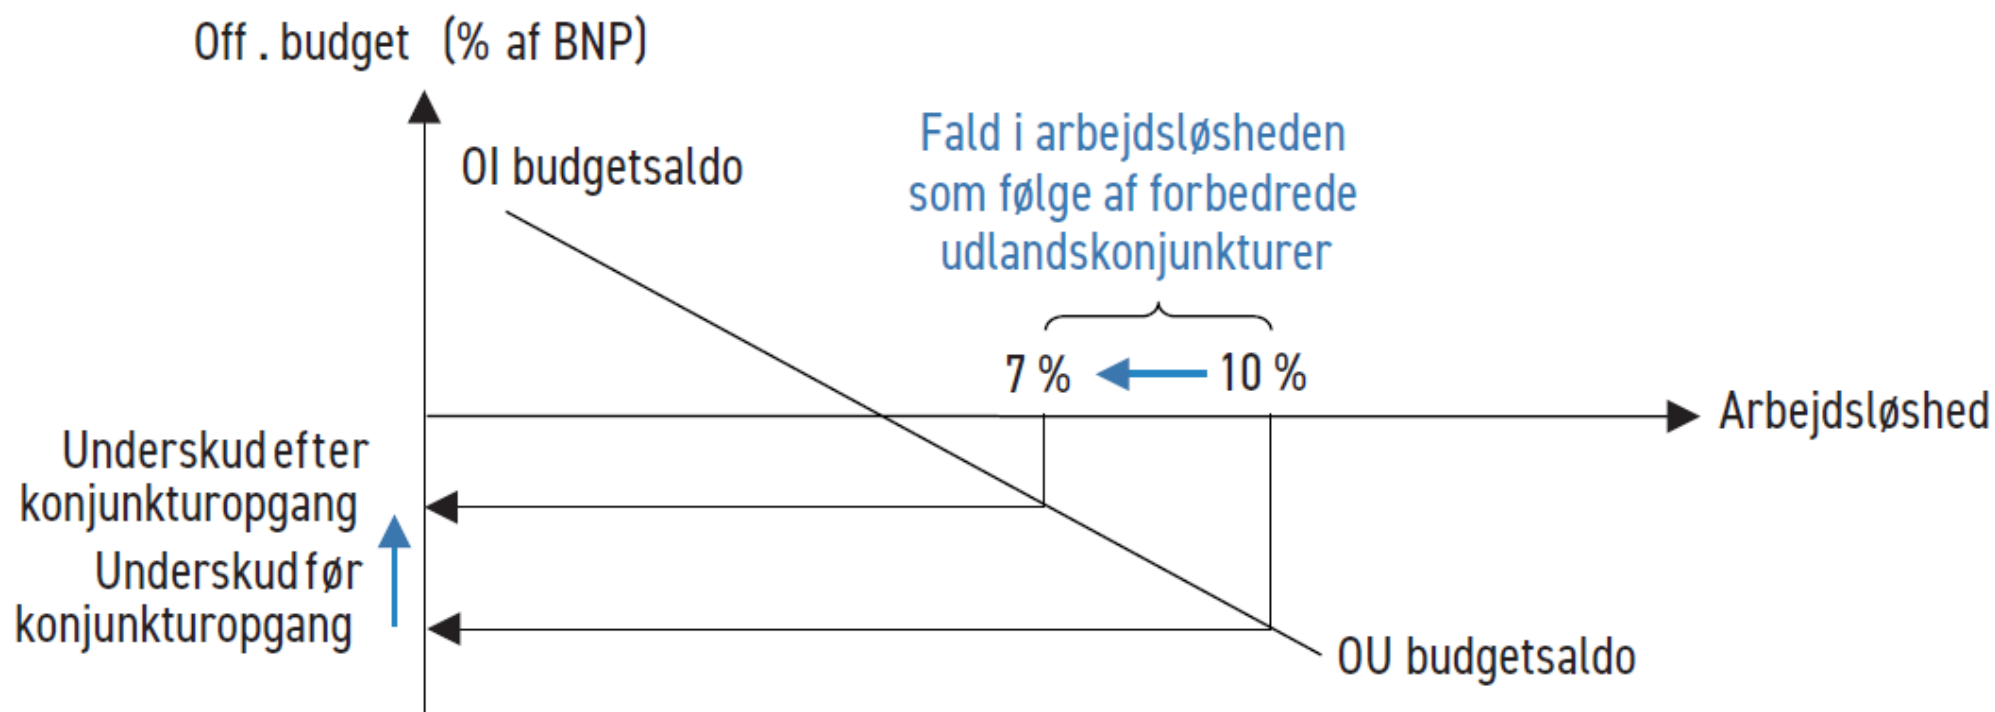 Off . budget (% af BNP)
OI budgetsaldo
Fald i arbejdsløsheden
som følge af forbedrede
udlandskonjunkturer
7 %
10 %
Arbejdsløshed
Underskud efter
konjunkturopgang
Underskud før
konjunkturopgang
OU budgetsaldo